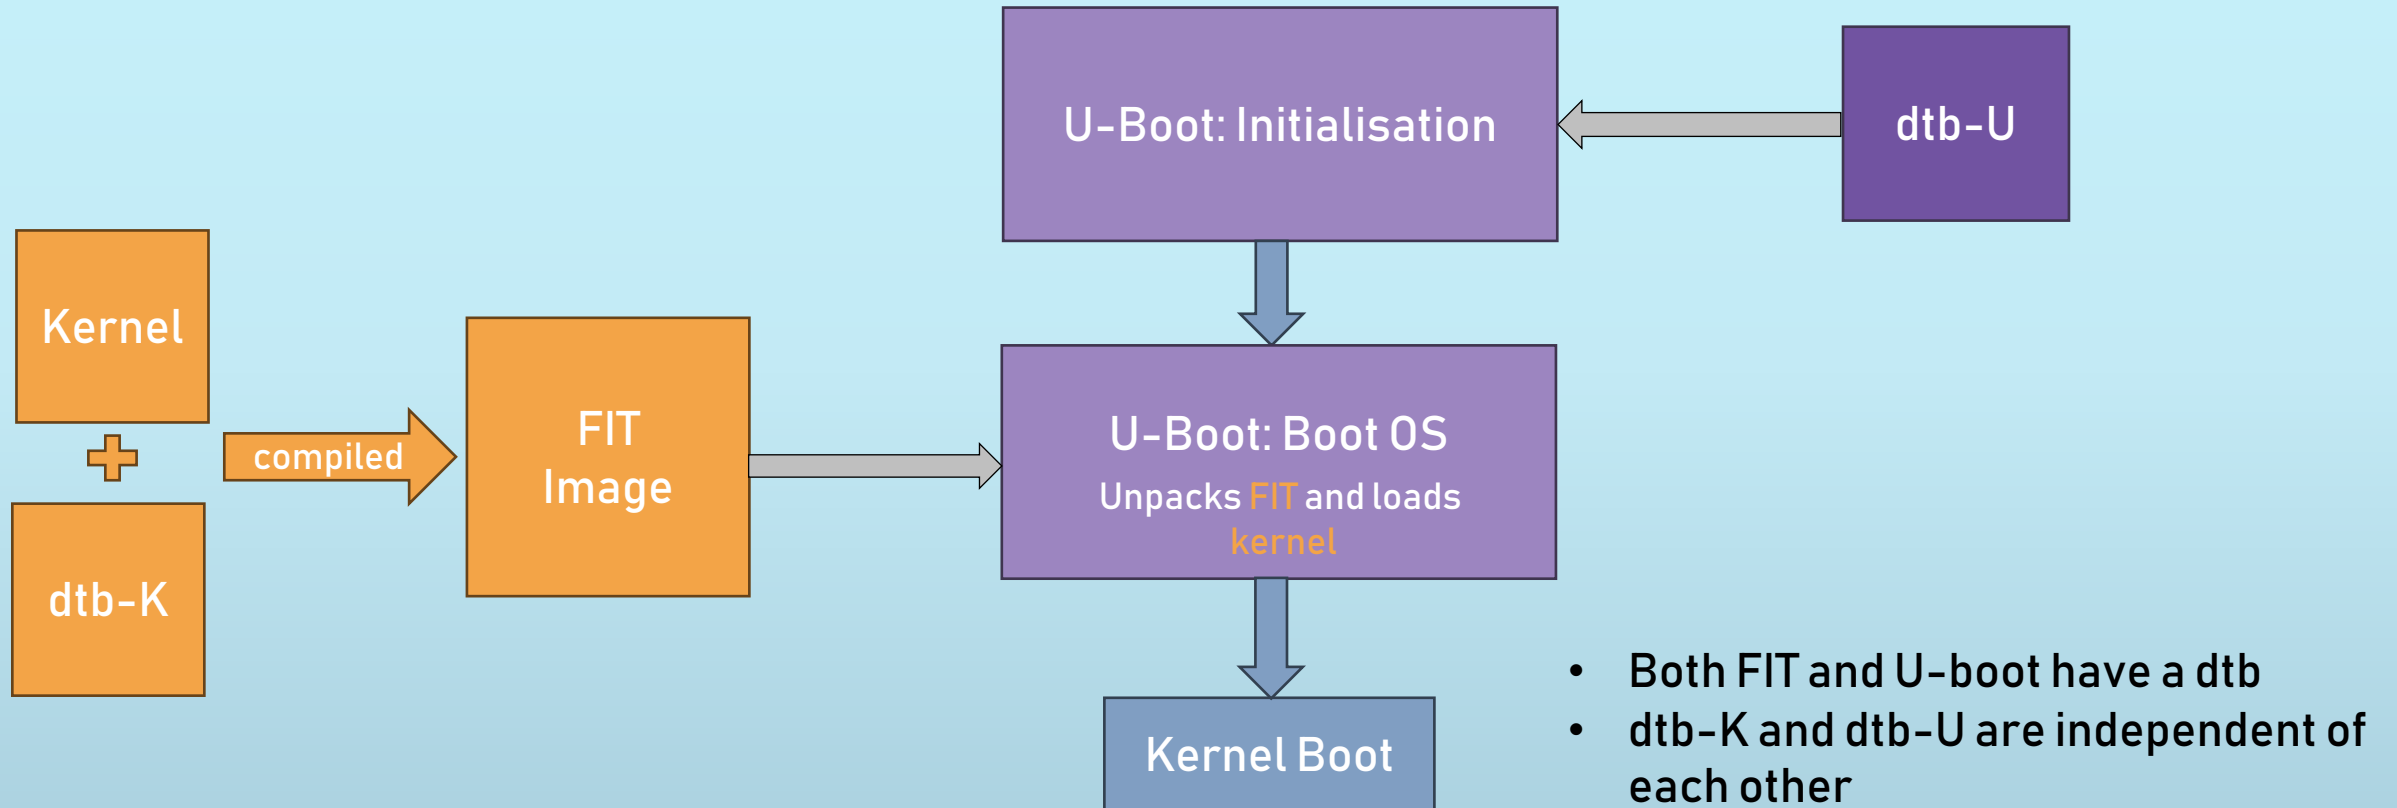 U-Boot: Initialisation
dtb-U
Kernel
compiled
dtb-K
FIT
Image
U-Boot: Boot OS
Unpacks FIT and loads
kernel
Kernel Boot
• Both FIT and U-boot have a dtb
• dtb-K and dtb-U are independent of
each other